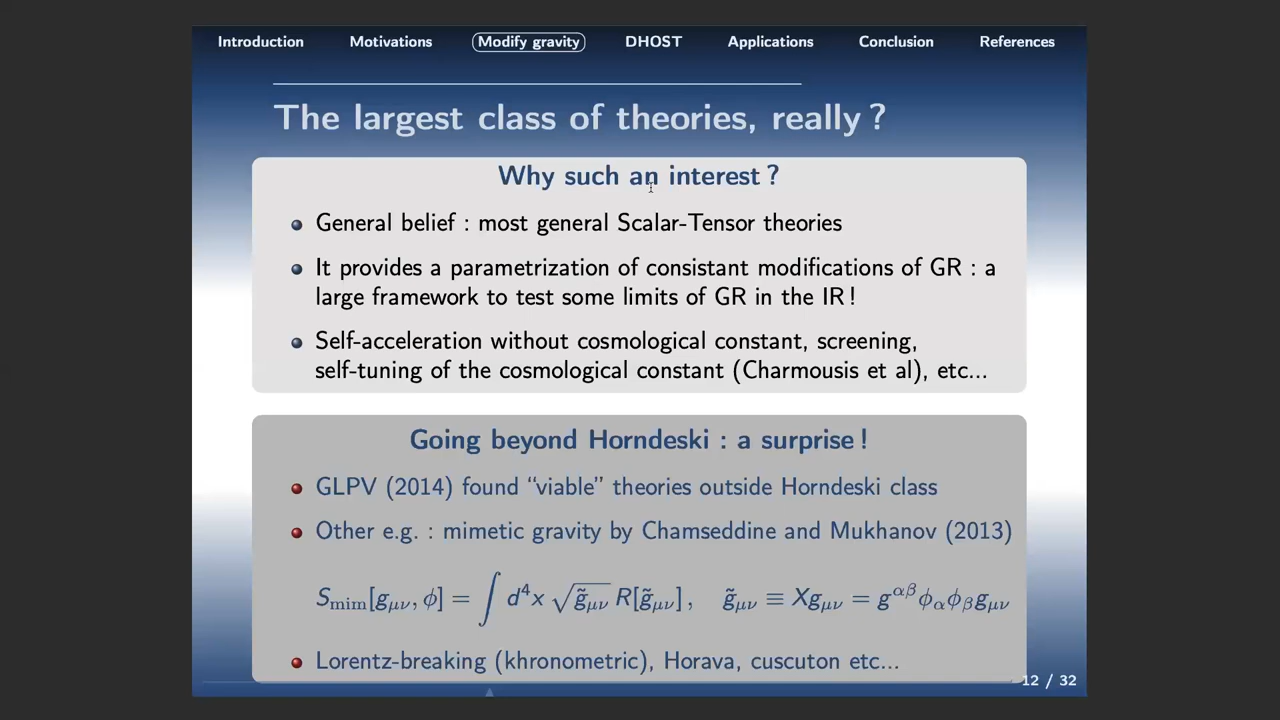 Introduction Motivations Modify gravity DHOST Applications Conclusion References
The largest class of theories, really ?
Why such an interest ?
General belief : most general Scalar-Tensor theories
It provides a parametrization of consistant modifications of GR : a
large framework to test some limits of GR in the IR !
Self-acceleration without cosmological constant, screening,
self-tuning of the cosmological constant (Charmousis et al), etc...
Going beyond Horndeski : a surprise !
GLPV (2014) found “viable” theories outside Horndeski class
Other e.g. : mimetic gravity by Chamseddine and Mukhanov (2013)
S_mim[g_μν, ϕ] = ∫ d⁴x √g̃_μν R[g̃_μν] , g̃_μν ≡ Xg_μν = g^αβ ϕ_α ϕ_β g_μν
Lorentz-breaking (khronometric), Horava, cuscuton etc...
12 / 32